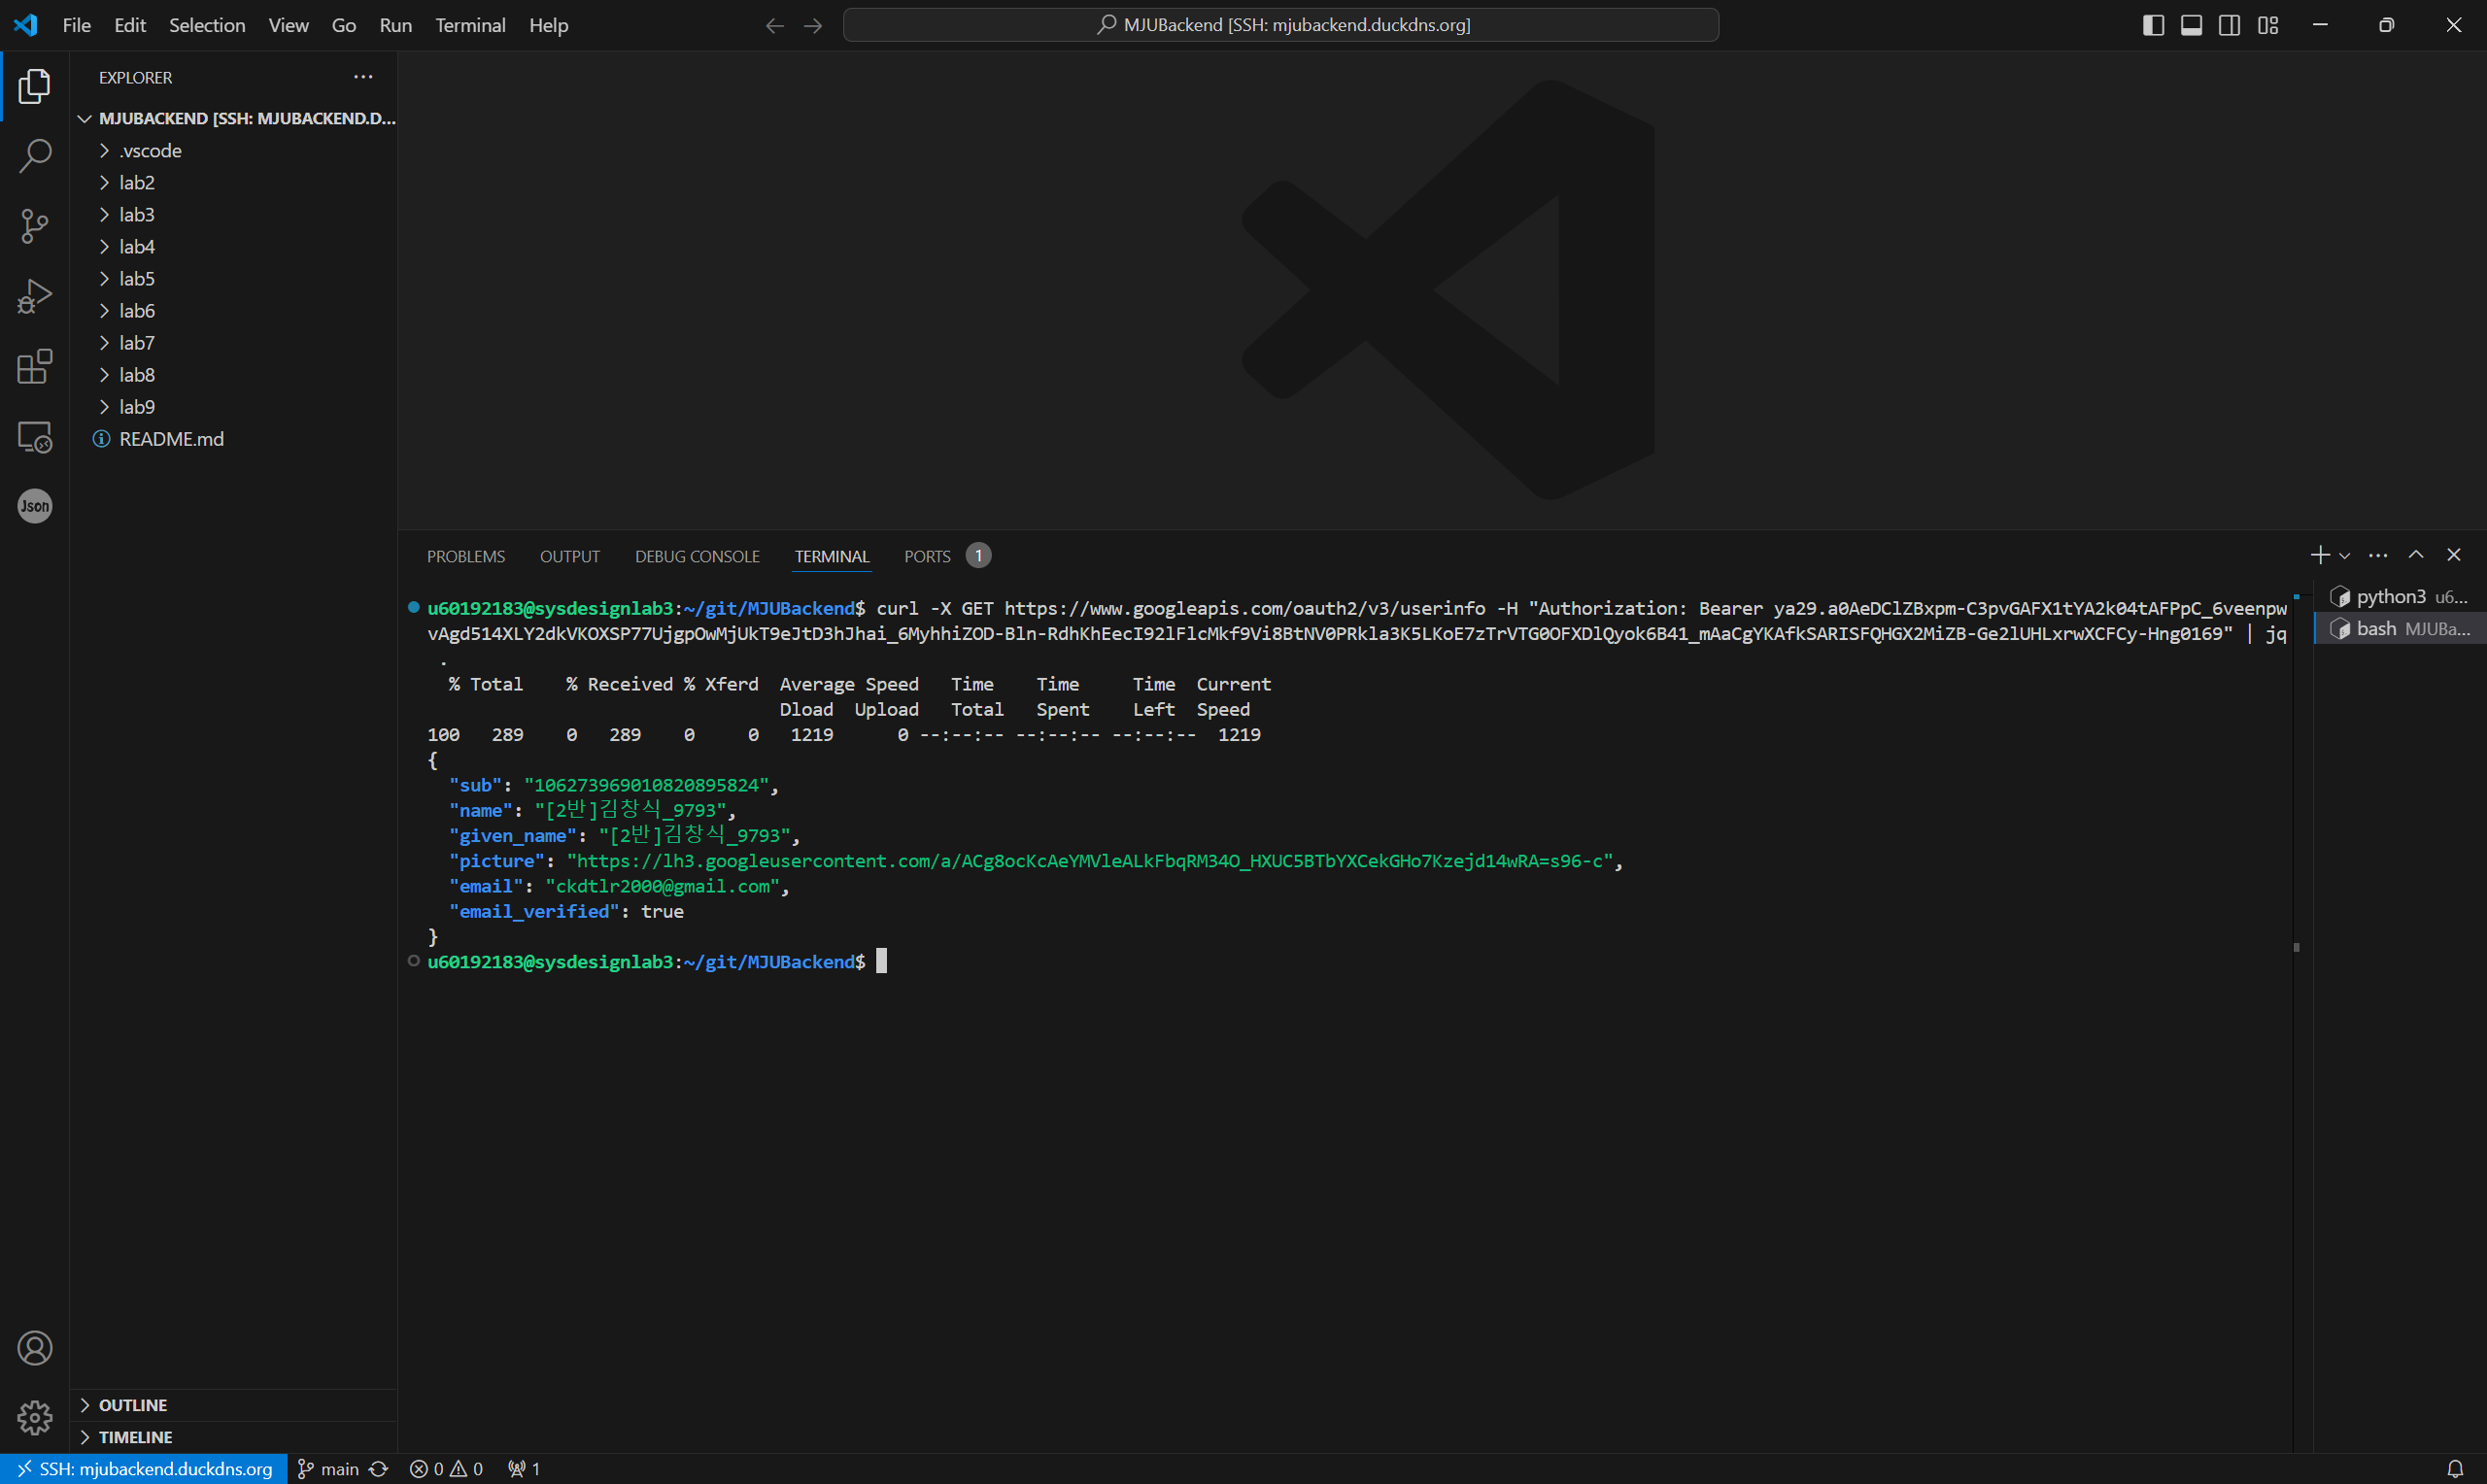 File Edit Selection View Go Run Terminal Help
MJUBackend [SSH: mjubackend.duckdns.org]
EXPLORER
MJUBACKEND [SSH: MJUBACKEND.D...
.vscode
lab2
lab3
lab4
lab5
lab6
lab7
lab8
lab9
README.md
Json
PROBLEMS OUTPUT DEBUG CONSOLE TERMINAL PORTS 1
u60192183@sysdesignlab3:~/git/MJUBackend$ curl -X GET https://www.googleapis.com/oauth2/v3/userinfo -H "Authorization: Bearer ya29.a0AeDClZBxpm-C3pvGAFX1tYA2k04tAFPpC_6veenpw
vAgd514XLY2dkVKOXSP77UjgpOwMjUkT9eJtD3hJhai_6MyhhiZOD-Bln-RdhKhEecI92lFlcMkf9Vi8BtNV0PRkla3K5LKoE7zTrVTG0OFXDlQyok6B41_mAaCgYKAfkSARISFQHGX2MiZB-Ge2lUHLxrwXCFCy-Hng0169" | jq
.
% Total % Received % Xferd Average Speed Time Time Time Current
Dload Upload Total Spent Left Speed
100 289 0 289 0 0 1219 0 --:--:-- --:--:-- --:--:-- 1219
{
"sub": "106273969010820895824",
"name": "[2반]김창식_9793",
"given_name": "[2반]김창식_9793",
"picture": "https://lh3.googleusercontent.com/a/ACg8ocKcAeYMVleALkFbqRM34O_HXUC5BTbYXCekGHo7Kzejd14wRA=s96-c",
"email": "ckdtlr2000@gmail.com",
"email_verified": true
}
u60192183@sysdesignlab3:~/git/MJUBackend$
python3 u6...
bash MJUBa...
OUTLINE
TIMELINE
SSH: mjubackend.duckdns.org main 0 0 1